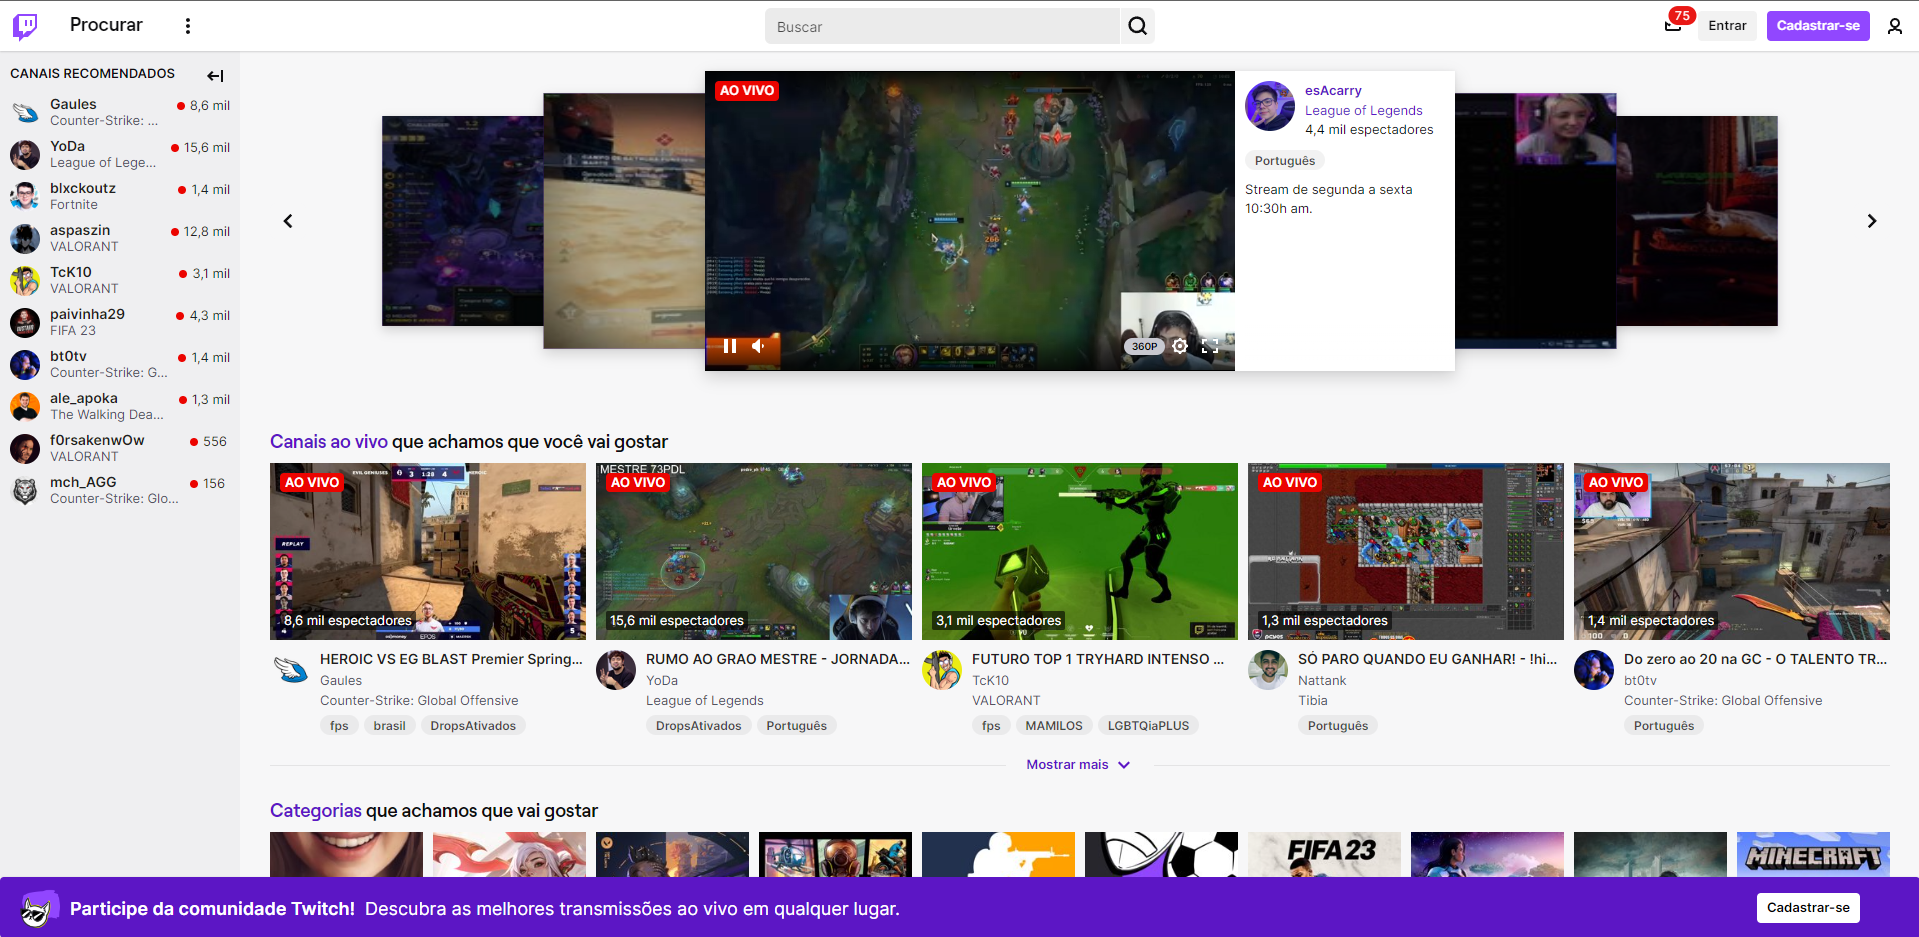 Procurar
Buscar
75
Entrar
Cadastrar-se
CANAIS RECOMENDADOS
Gaules
8,6 mil
Counter-Strike: ...
YoDa
15,6 mil
League of Lege...
blxckoutz
1,4 mil
Fortnite
aspaszin
12,8 mil
VALORANT
TcK10
3,1 mil
VALORANT
paivinha29
4,3 mil
FIFA 23
bt0tv
1,4 mil
Counter-Strike: G...
ale_apoka
1,3 mil
The Walking Dea...
f0rsakenwOw
556
VALORANT
mch_AGG
156
Counter-Strike: Glo...
AO VIVO
266
360P
esAcarry
League of Legends
4,4 mil espectadores
Português
Stream de segunda a sexta
10:30h am.
Canais ao vivo que achamos que você vai gostar
AO VIVO
EVIL GENIUSES
3 1:28 4
REPLAY
8,6 mil espectadores
HEROIC VS EG BLAST Premier Spring...
Gaules
Counter-Strike: Global Offensive
fps
brasil
DropsAtivados
MESTRE 73PDL
AO VIVO
15,6 mil espectadores
RUMO AO GRAO MESTRE - JORNADA...
YoDa
League of Legends
DropsAtivados
Português
AO VIVO
3,1 mil espectadores
FUTURO TOP 1 TRYHARD INTENSO ...
TcK10
VALORANT
fps
MAMILOS
LGBTQiaPLUS
AO VIVO
1,3 mil espectadores
SÓ PARO QUANDO EU GANHAR! - !hi...
Nattank
Tibia
Português
AO VIVO
1,4 mil espectadores
Do zero ao 20 na GC - O TALENTO TR...
bt0tv
Counter-Strike: Global Offensive
Português
Mostrar mais
Categorias que achamos que vai gostar
FIFA 23
MINECRAFT
Participe da comunidade Twitch! Descubra as melhores transmissões ao vivo em qualquer lugar.
Cadastrar-se